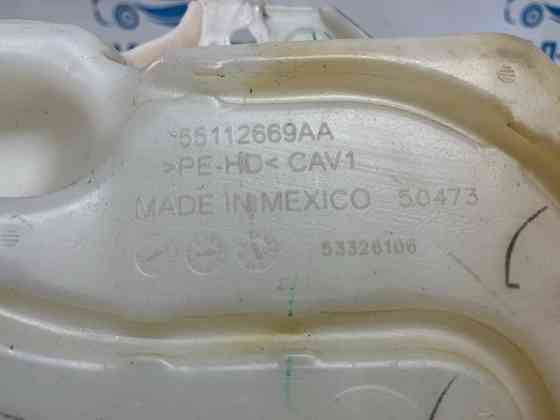 55112669AA
>PE-HD< CAV1
MADE IN MEXICO 50473
53326106